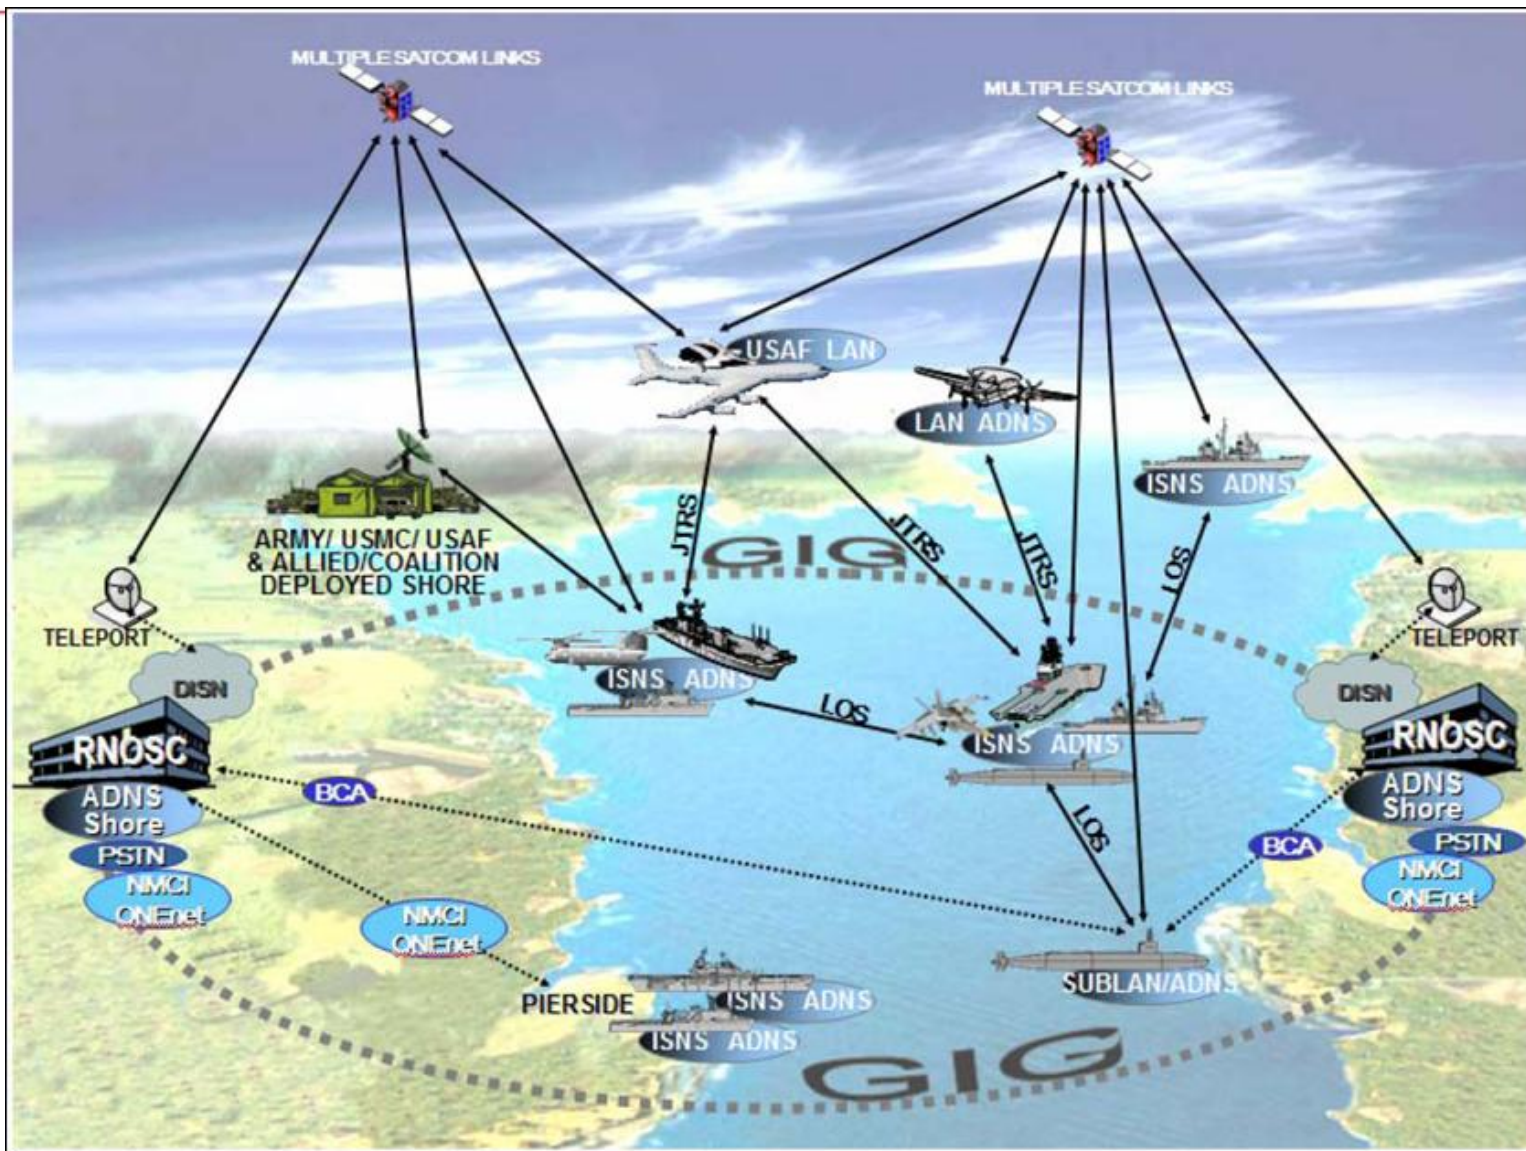 MULTIPLE SATCOM LINKS
MULTIPLE SATCOM LINKS
USAF LAN
LAN ADNS
ISNS ADNS
ARMY/ USMC/ USAF
& ALLIED/COALITION
DEPLOYED SHORE
JTRS
GIG
JTRS
JTRS
LOS
TELEPORT
TELEPORT
DISN
DISN
ISNS ADNS
LOS
ISNS ADNS
RNOSC
RNOSC
ADNS
Shore
ADNS
Shore
BCA
LOS
BCA
PSTN
PSTN
NMCI
ONEnet
NMCI
ONEnet
NMCI
ONEnet
SUBLAN/ADNS
PIERSIDE
ISNS ADNS
ISNS ADNS
GIG